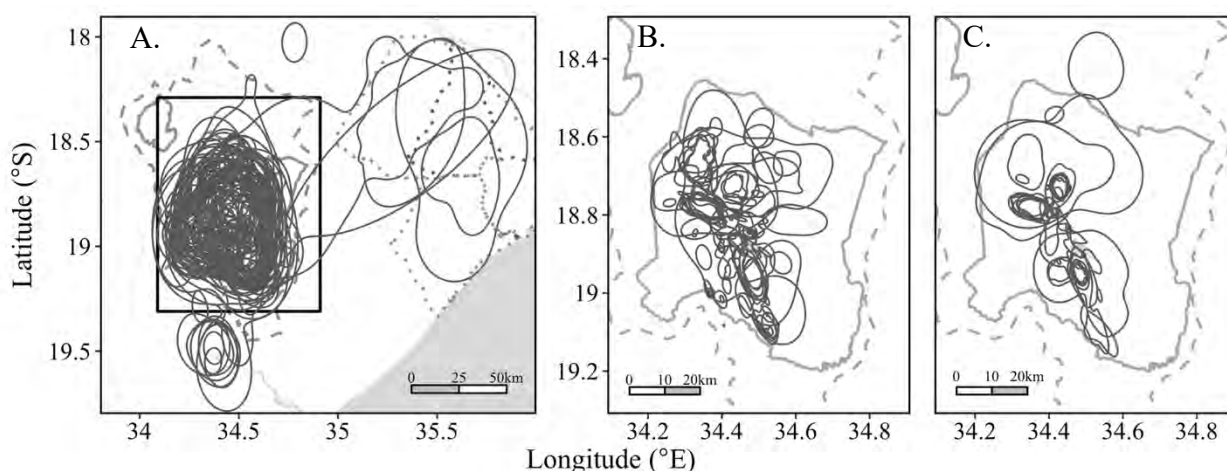 A.
B.
C.
18
18.5
19
19.5
Latitude (°S)
34
34.5
35
35.5
0 25 50km
18.4
18.6
18.8
19
19.2
0 10 20km
34.2 34.4 34.6 34.8
0 10 20km
34.2 34.4 34.6 34.8
Longitude (°E)